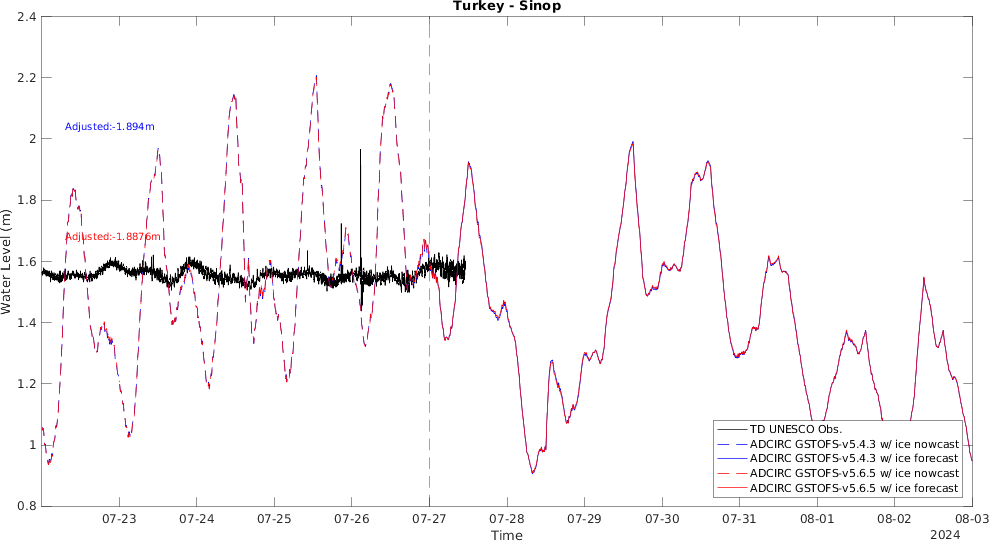 Turkey - Sinop
2.4
2.2
2
1.8
1.6
1.4
1.2
1
0.8
Water Level (m)
Adjusted:-1.894m
Adjusted:-1.8876m
TD UNESCO Obs.
ADCIRC GSTOFS-v5.4.3 w/ ice nowcast
ADCIRC GSTOFS-v5.4.3 w/ ice forecast
ADCIRC GSTOFS-v5.6.5 w/ ice nowcast
ADCIRC GSTOFS-v5.6.5 w/ ice forecast
07-23 07-24 07-25 07-26 07-27 07-28 07-29 07-30 07-31 08-01 08-02 08-03
Time
2024